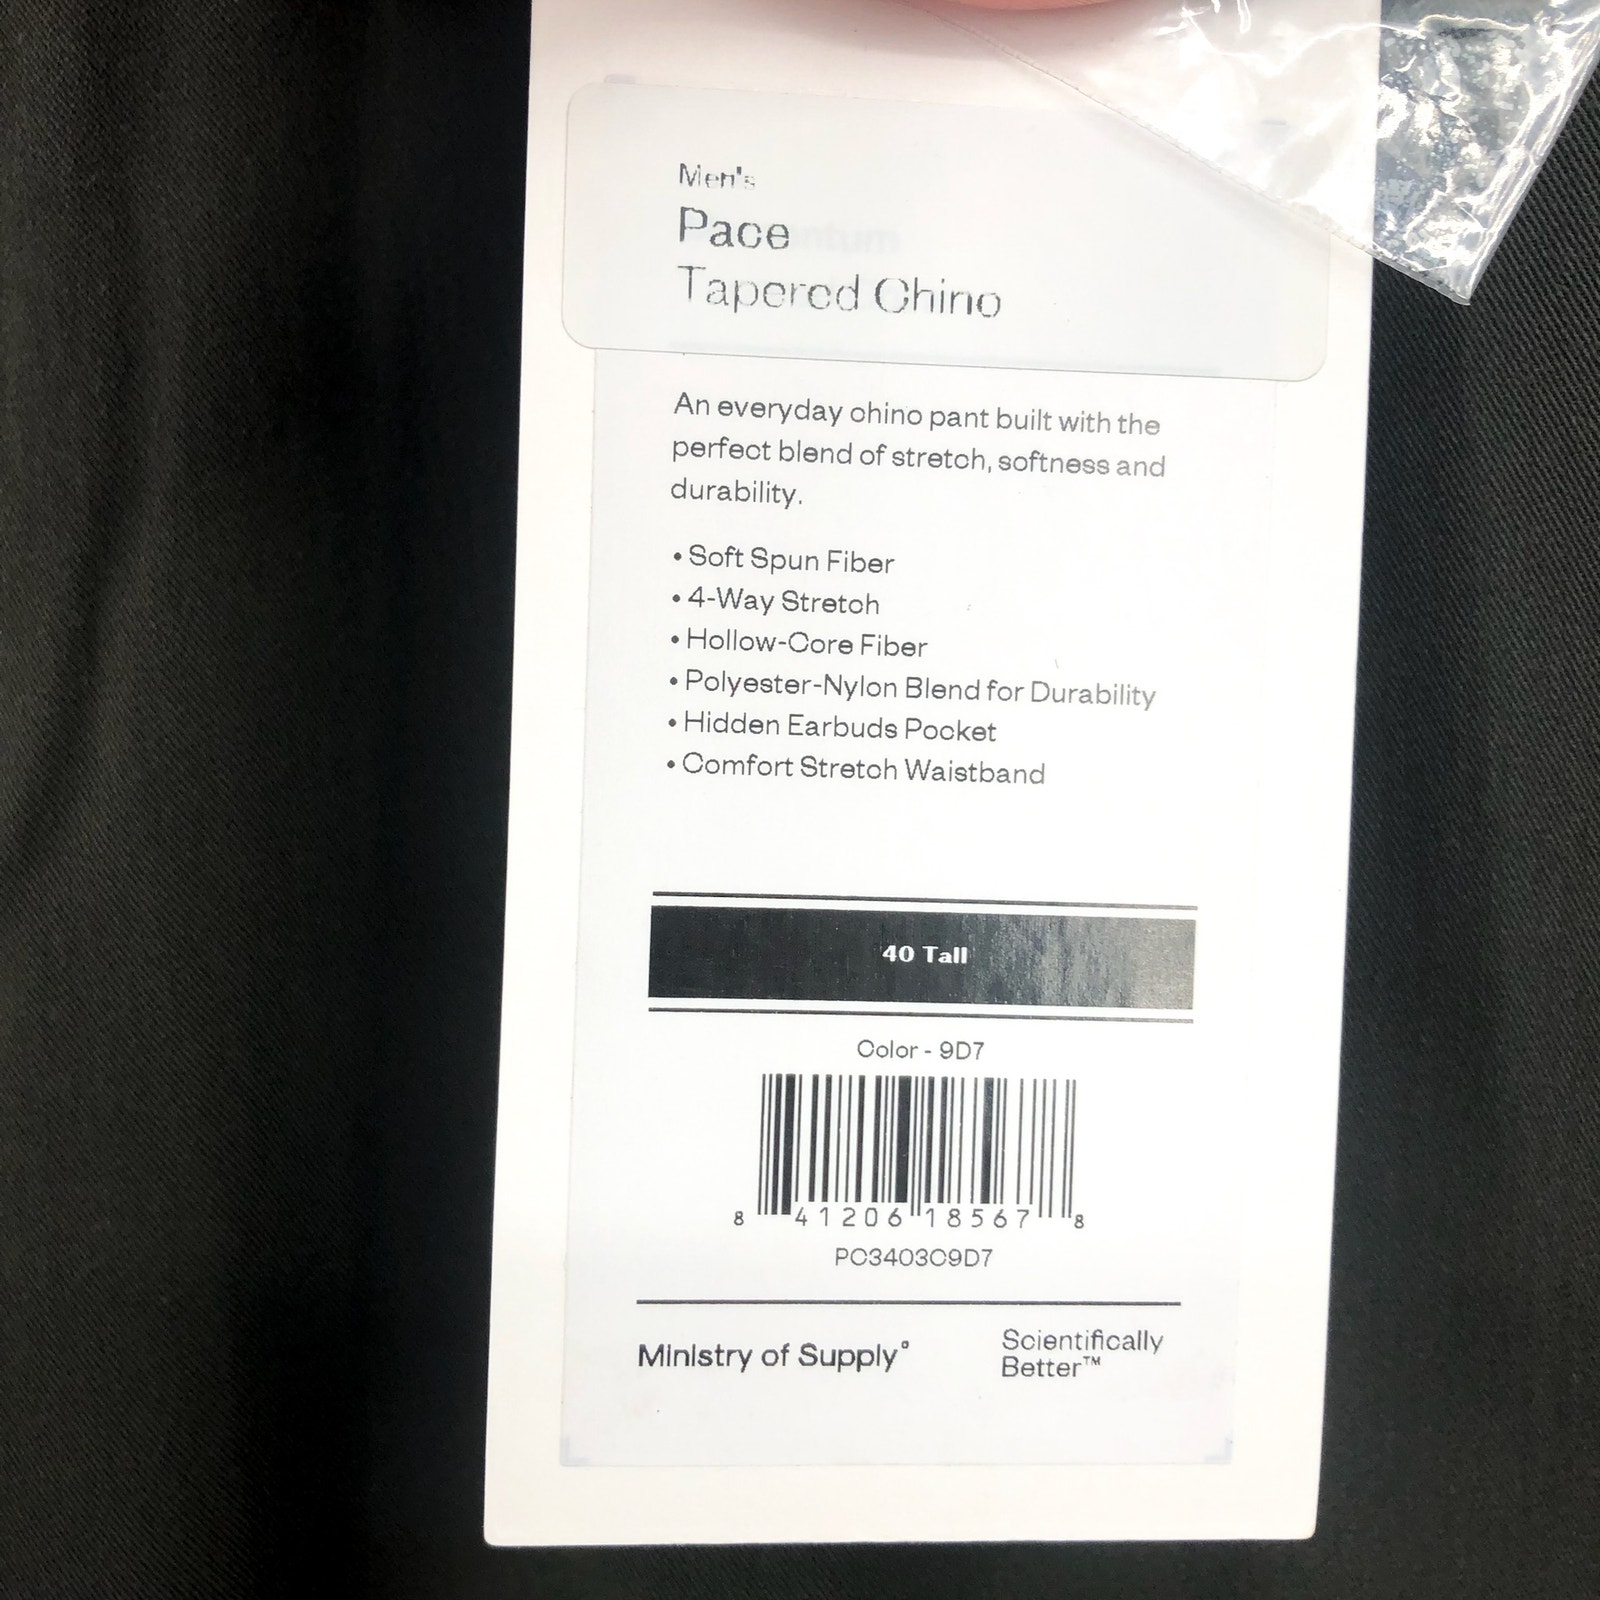 Men's
Pace
Tapered Chino
An everyday chino pant built with the
perfect blend of stretch, softness and
durability.
• Soft Spun Fiber
• 4-Way Stretch
• Hollow-Core Fiber
• Polyester-Nylon Blend for Durability
• Hidden Earbuds Pocket
• Comfort Stretch Waistband
40 Tall
Color - 9D7
8 41206 18567 8
PC3403C9D7
Ministry of Supply°
Scientifically
Better™